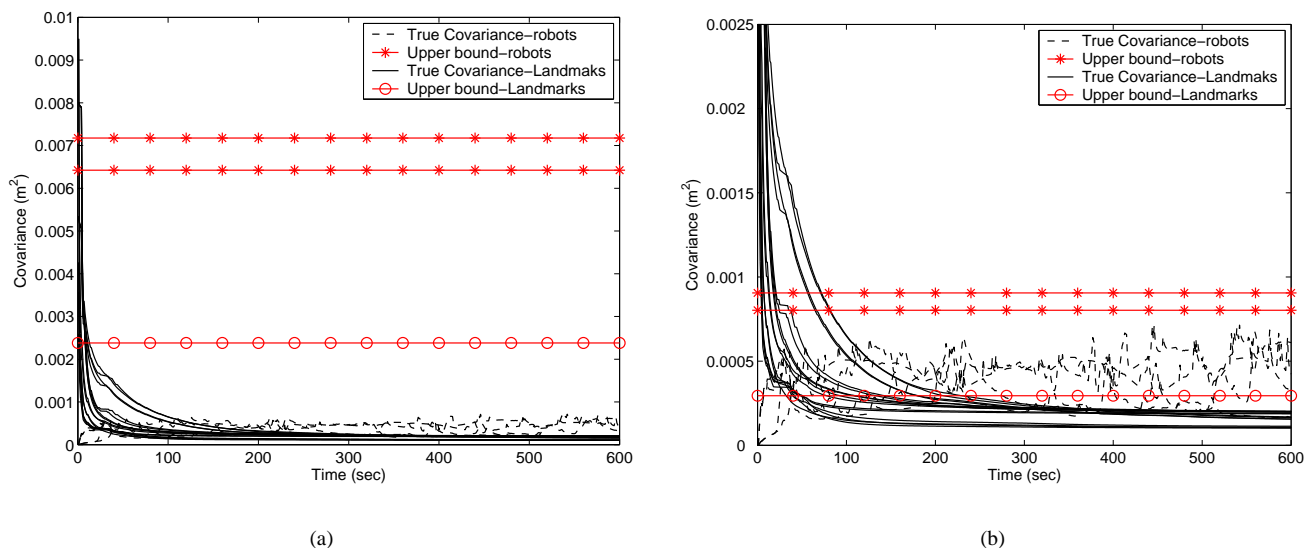 0.01
0.009
0.008
0.007
0.006
0.005
0.004
0.003
0.002
0.001
0
Covariance (m2)
0 100 200 300 400 500 600
Time (sec)
True Covariance−robots
Upper bound−robots
True Covariance−Landmaks
Upper bound−Landmarks
(a)
0.0025
0.002
0.0015
0.001
0.0005
0
Covariance (m2)
0 100 200 300 400 500 600
Time (sec)
True Covariance−robots
Upper bound−robots
True Covariance−Landmaks
Upper bound−Landmarks
(b)